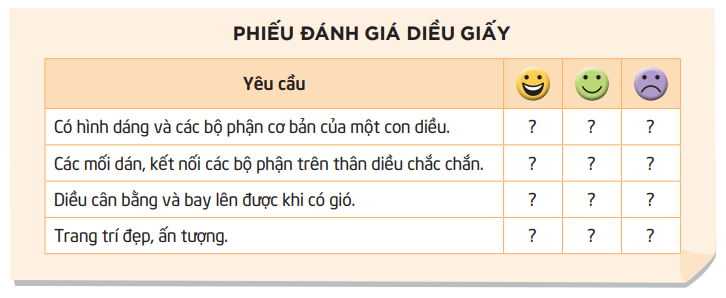 PHIẾU ĐÁNH GIÁ DIỀU GIẤY
Yêu cầu
Có hình dáng và các bộ phận cơ bản của một con diều. ? ? ?
Các mối dán, kết nối các bộ phận trên thân diều chắc chắn. ? ? ?
Diều cân bằng và bay lên được khi có gió. ? ? ?
Trang trí đẹp, ấn tượng. ? ? ?